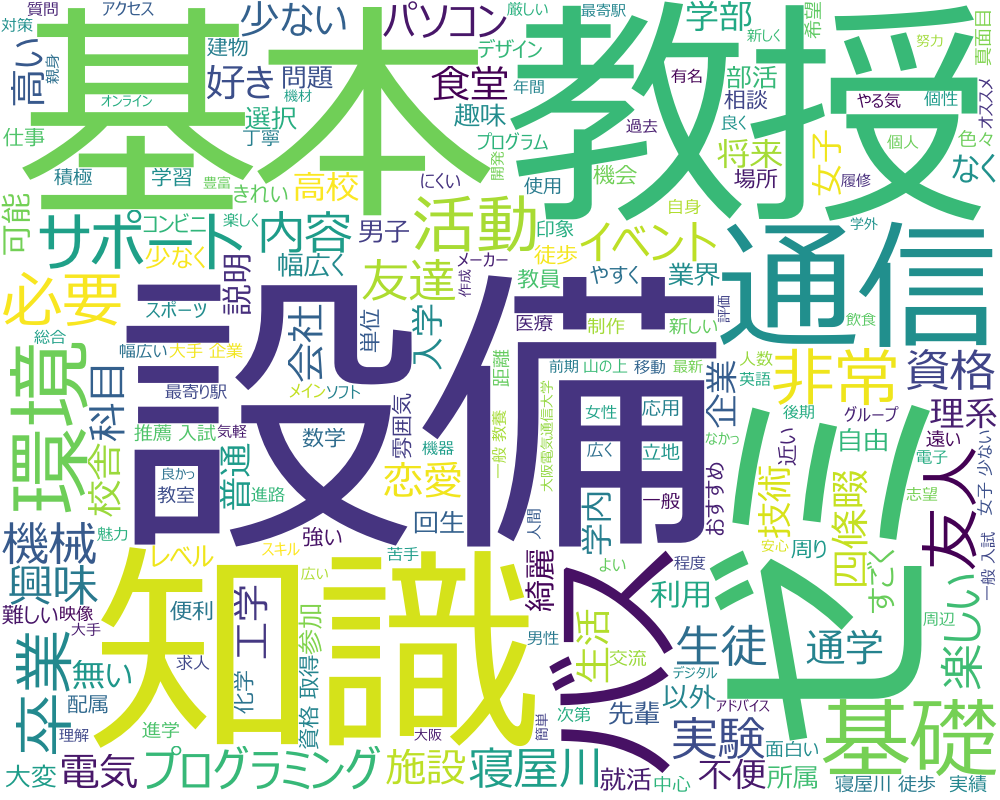 質問
アクセス
少ない
パソコン
厳しい
最寄駅
希望
対策
親身
建物
基本
教授
デザイン
学部
新しく
努力
真面目
高い
好き
問題
食堂
年間
有名
部活
やる気
個性
オススメ
オンライン
機材
選択
趣味
相談
仕事
丁寧
プログラム
過去
良く
個人
色々
積極
学習
豊富
開発
将来
きれい
高校
にくい
使用
機会
場所
女子
履修
なく
可能
サポート
コンビニ
楽しく
内容
男子
活動
印象
自身
イベント
学外
通信
少なく
幅広く
友達
メーカー
徒歩
必要
説明
作成
教員
やすく
業界
スポーツ
会社
単位
入学
医療
制作
新しい
評価
飲食
総合
幅広い
大手 企業
設備
距離
前期
山の上
移動
最新
人数
非常
資格
環境
科目
最寄り駅
メイン
ソフト
企業
英語
女性
応用
後期
グループ
理系
推薦 入試
気軽
数学
雰囲気
機器
一般 教養
大阪電気通信大学
広く
立地
なかっ
ゼミ
近い
自由
遠い
友人
電子
女子 少ない
校舎
普通
良かっ
教室
進路
恋愛
一般
おすすめ
技術
四條畷
志望
魅力
回生
学内
人間
機械
レベル
スキル
強い
苦手
綺麗
バス
程度
安心
周り
すごく
一般 入試
興味
知識
広い
よい
利用
難しい
映像
便利
工学
参加
生活
周辺
楽しい
大手
男性
生徒
通学
卒業
無い
求人
化学
資格 取得
交流
デジタル
以外
配属
次第
先輩
アドバイス
基礎
理解
進学
大阪
簡単
実験
面白い
大変
電気
プログラミング
施設
寝屋川
就活
中心
不便
所属
寝屋川 徒歩
実績